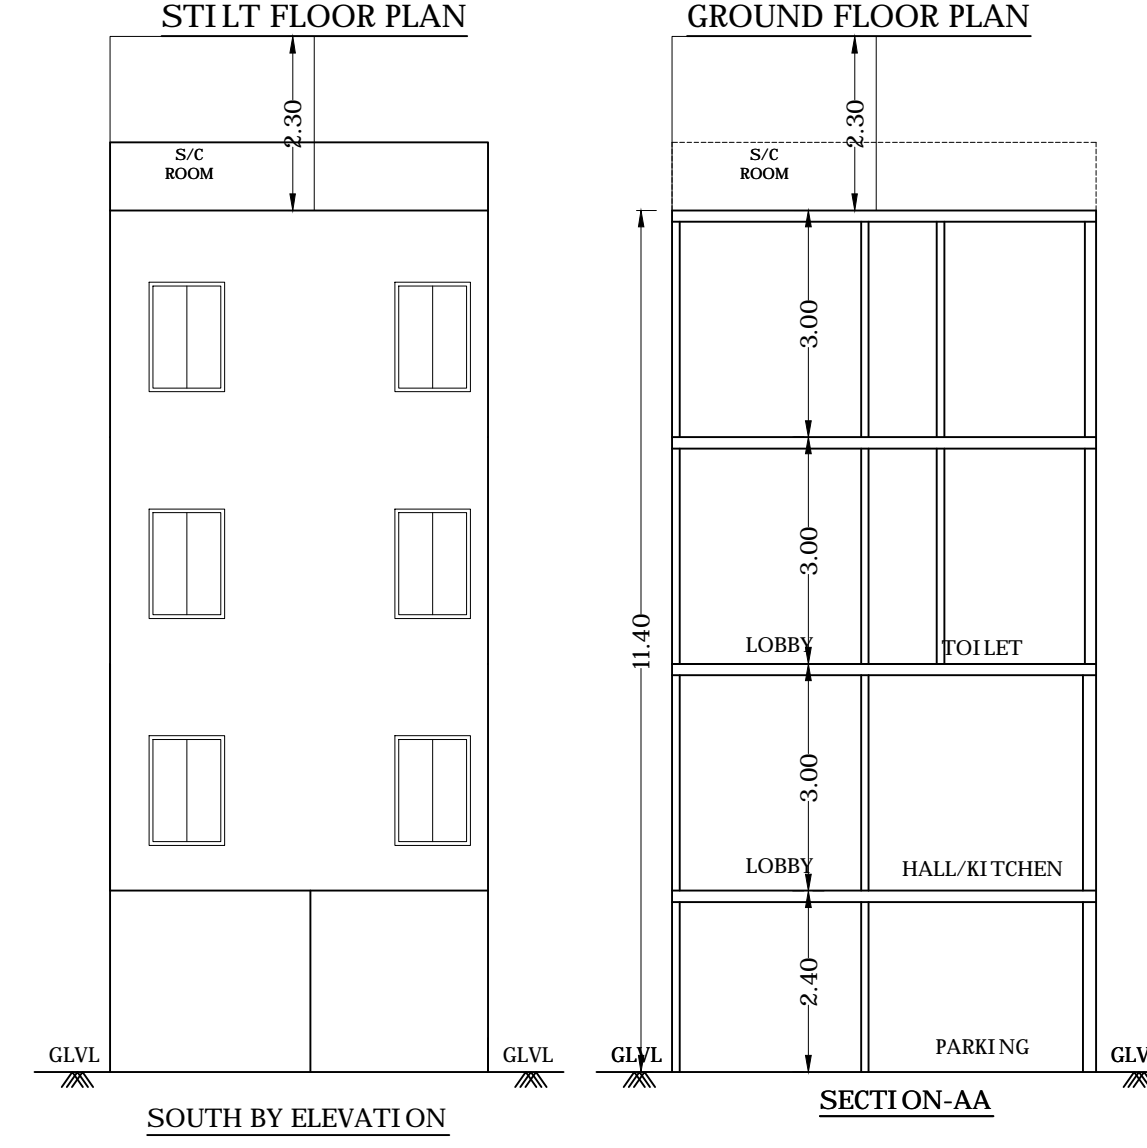 STILT FLOOR PLAN
GROUND FLOOR PLAN
2.30
2.30
S/C
ROOM
S/C
ROOM
3.00
3.00
11.40
LOBBY
TOILET
3.00
LOBBY
HALL/KITCHEN
2.40
PARKING
GLVL
GLVL
GLVL
GLV
SECTION-AA
SOUTH BY ELEVATION